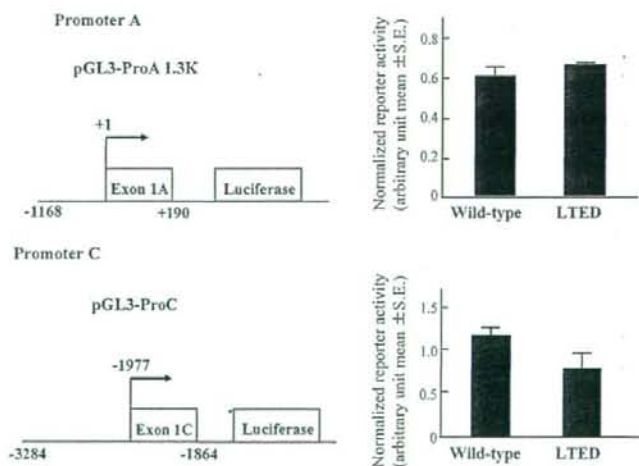 Promoter A
pGL3-ProA 1.3K
+1
Exon 1A
Luciferase
-1168
+190
Normalized reporter activity
(arbitrary unit mean ±S.E.)
0.8
0.6
0.4
0.2
0
Wild-type
LTED
Promoter C
pGL3-ProC
-1977
Exon 1C
Luciferase
-3284
-1864
Normalized reporter activity
(arbitrary unit mean ±S.E.)
1.5
1.0
0.5
0
Wild-type
LTED